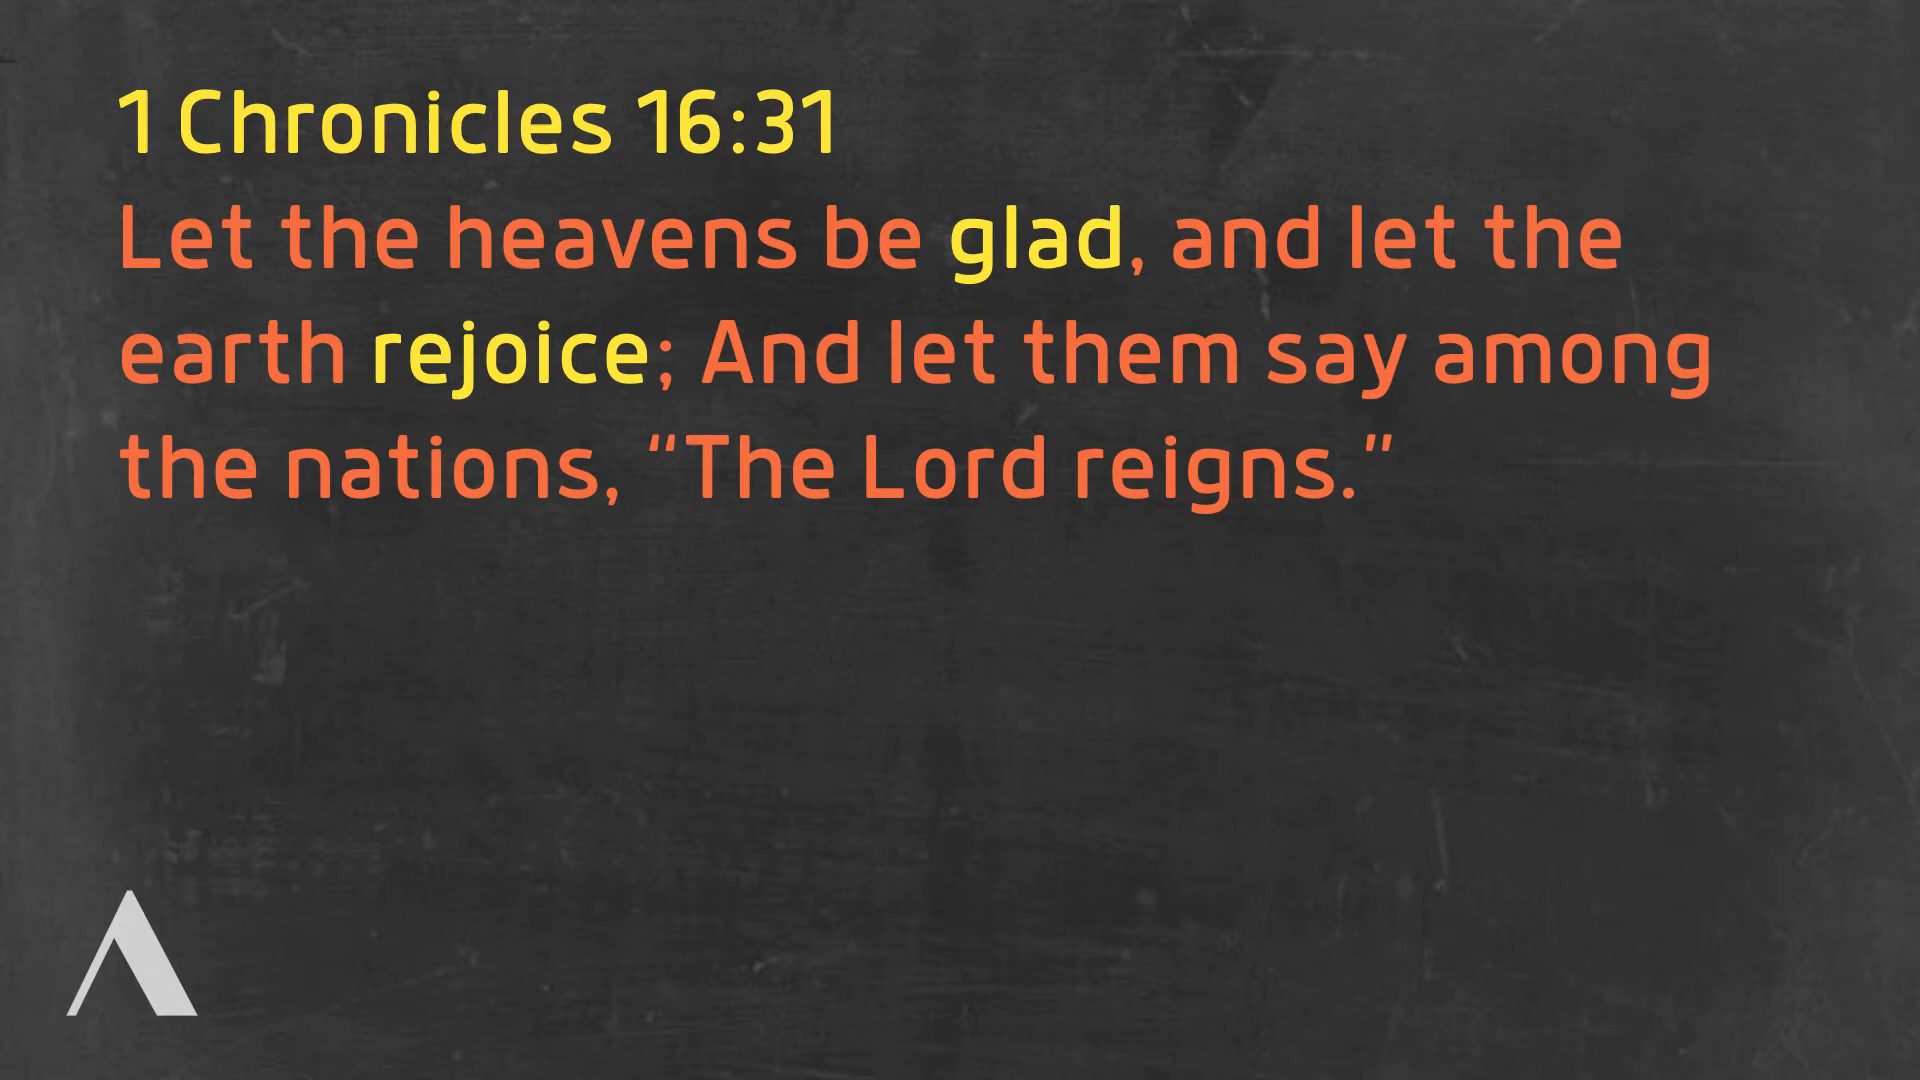 1 Chronicles 16:31
Let the heavens be glad, and let the
earth rejoice; And let them say among
the nations, “The Lord reigns.”